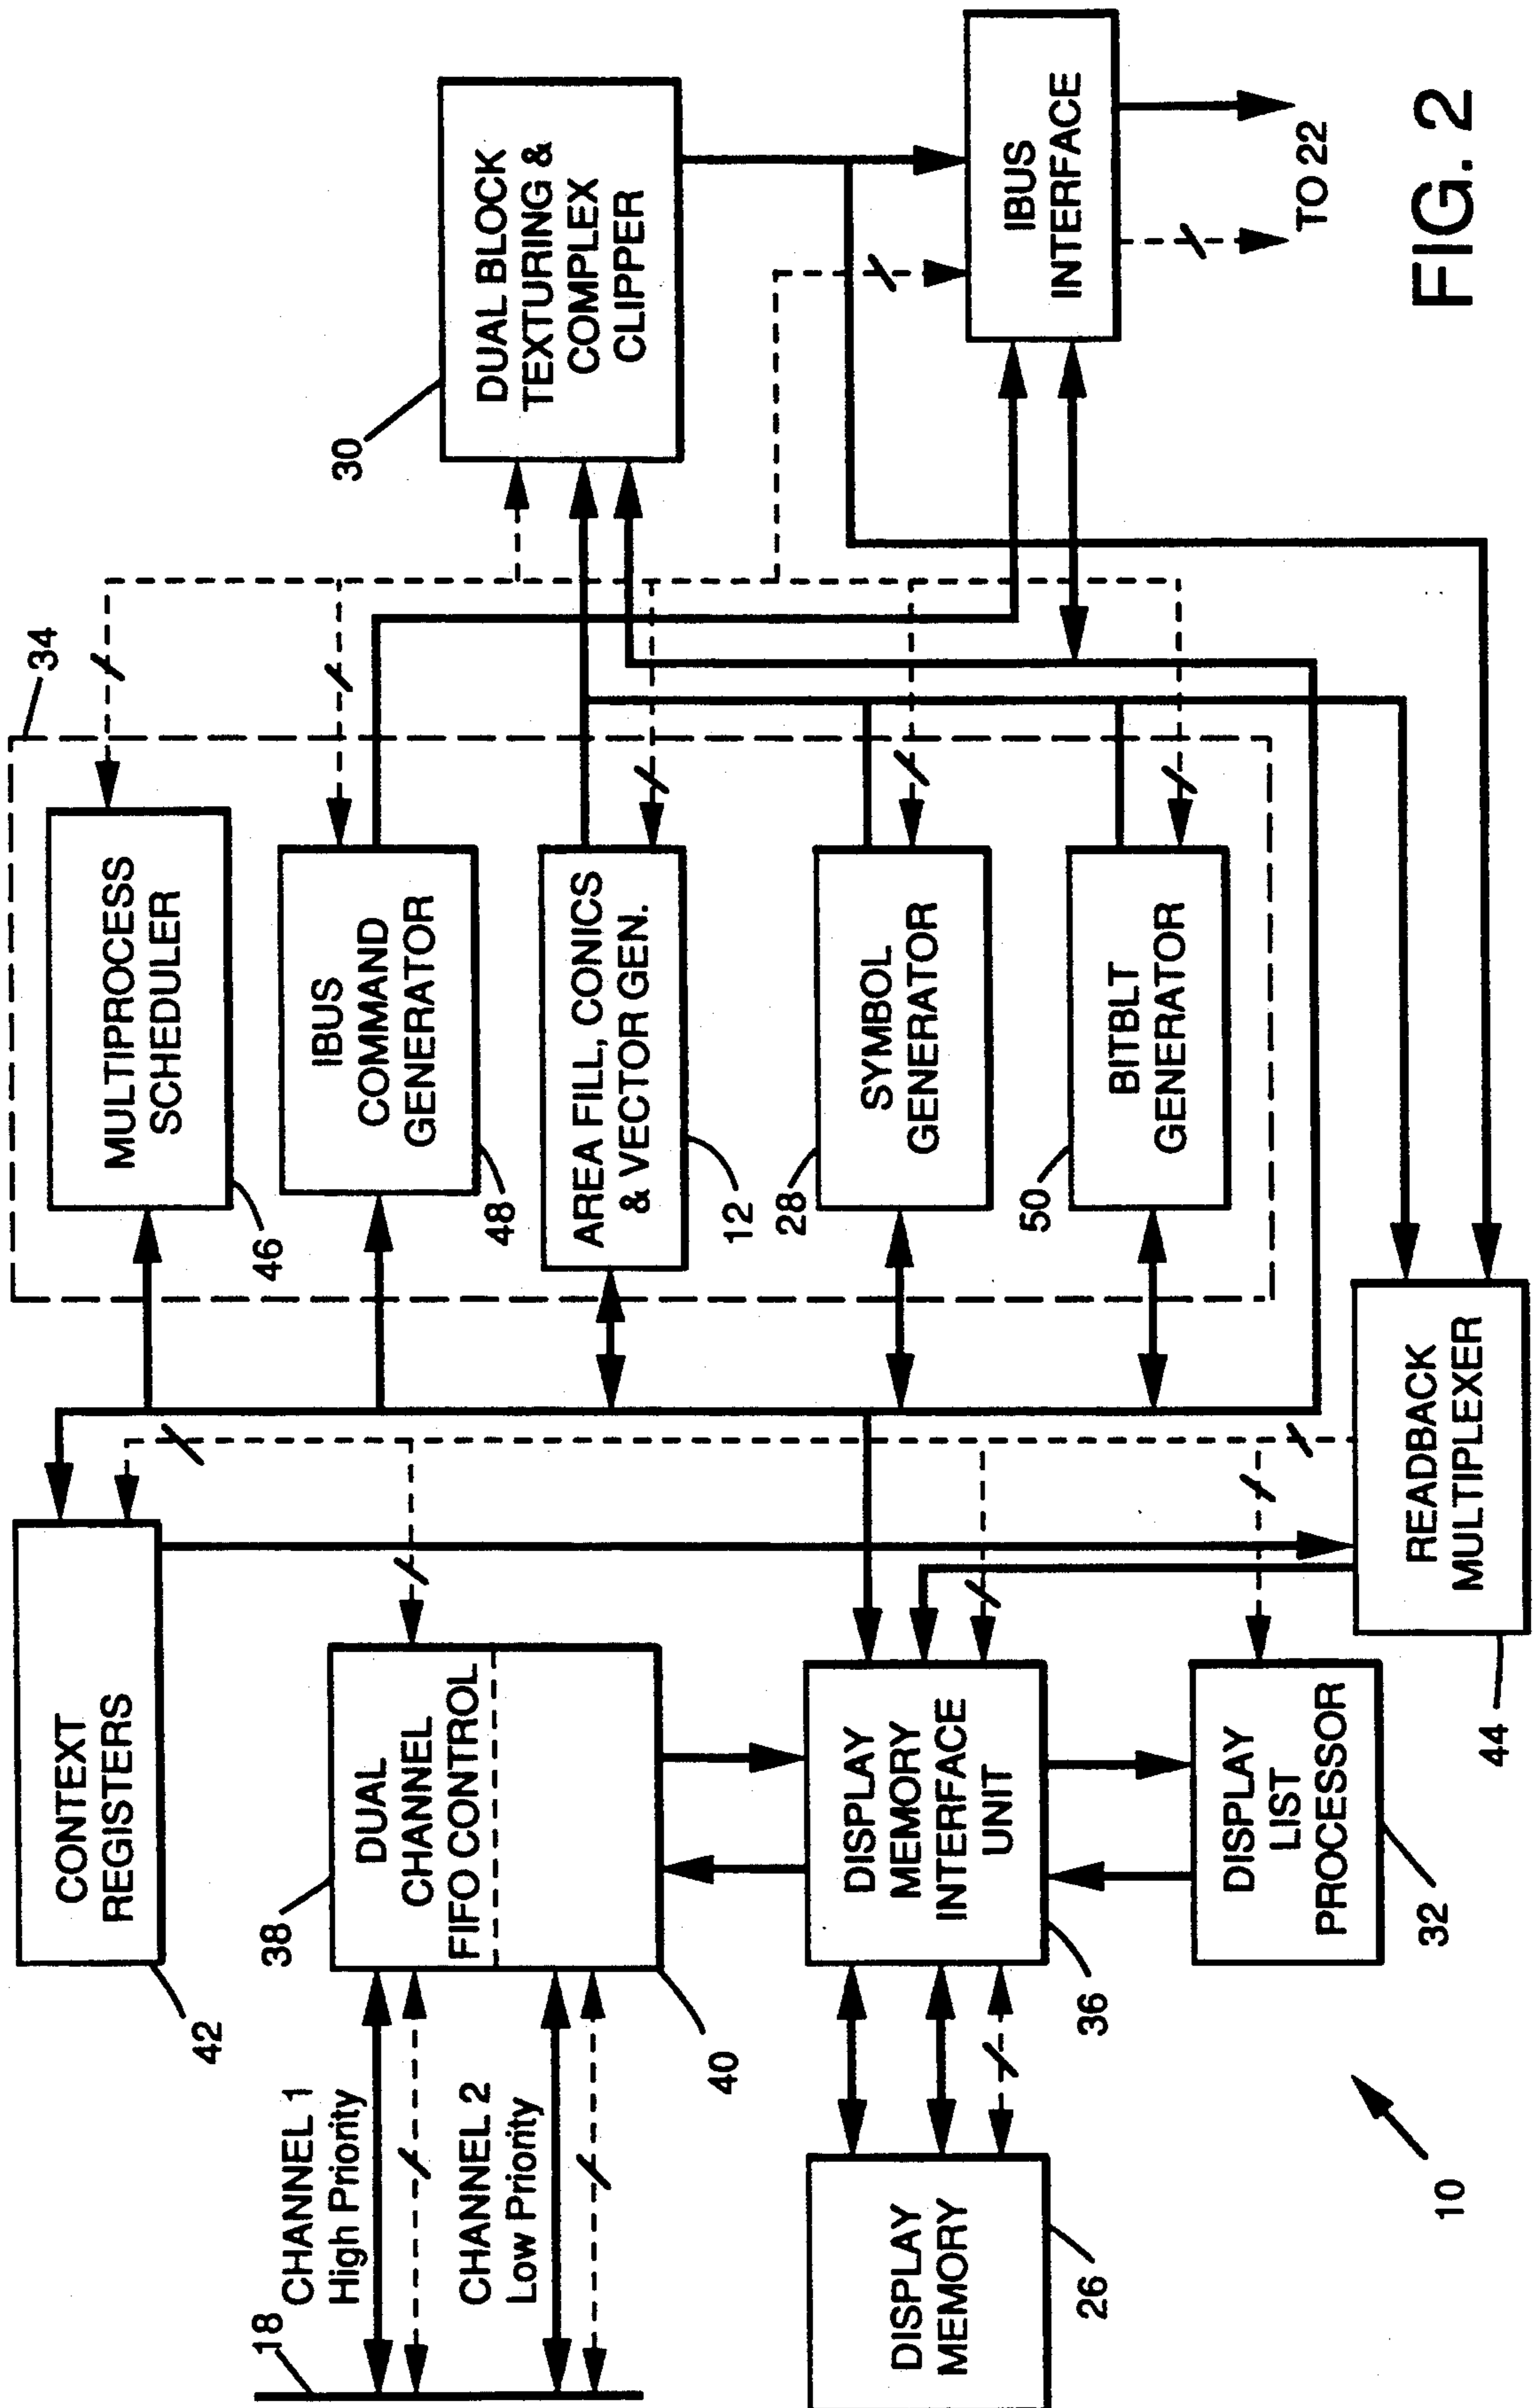 18
CHANNEL 1
High Priority
CHANNEL 2
Low Priority
DISPLAY
MEMORY
26
10
42
CONTEXT
REGISTERS
38
DUAL
CHANNEL
FIFO CONTROL
40
DISPLAY
MEMORY
INTERFACE
UNIT
36
DISPLAY
LIST
PROCESSOR
32
READBACK
MULTIPLEXER
44
34
MULTIPROCESS
SCHEDULER
46
IBUS
COMMAND
GENERATOR
48
AREA FILL, CONICS
& VECTOR GEN.
12
SYMBOL
GENERATOR
28
BITBLT
GENERATOR
50
30
DUAL BLOCK
TEXTURING &
COMPLEX
CLIPPER
IBUS
INTERFACE
TO 22
FIG. 2